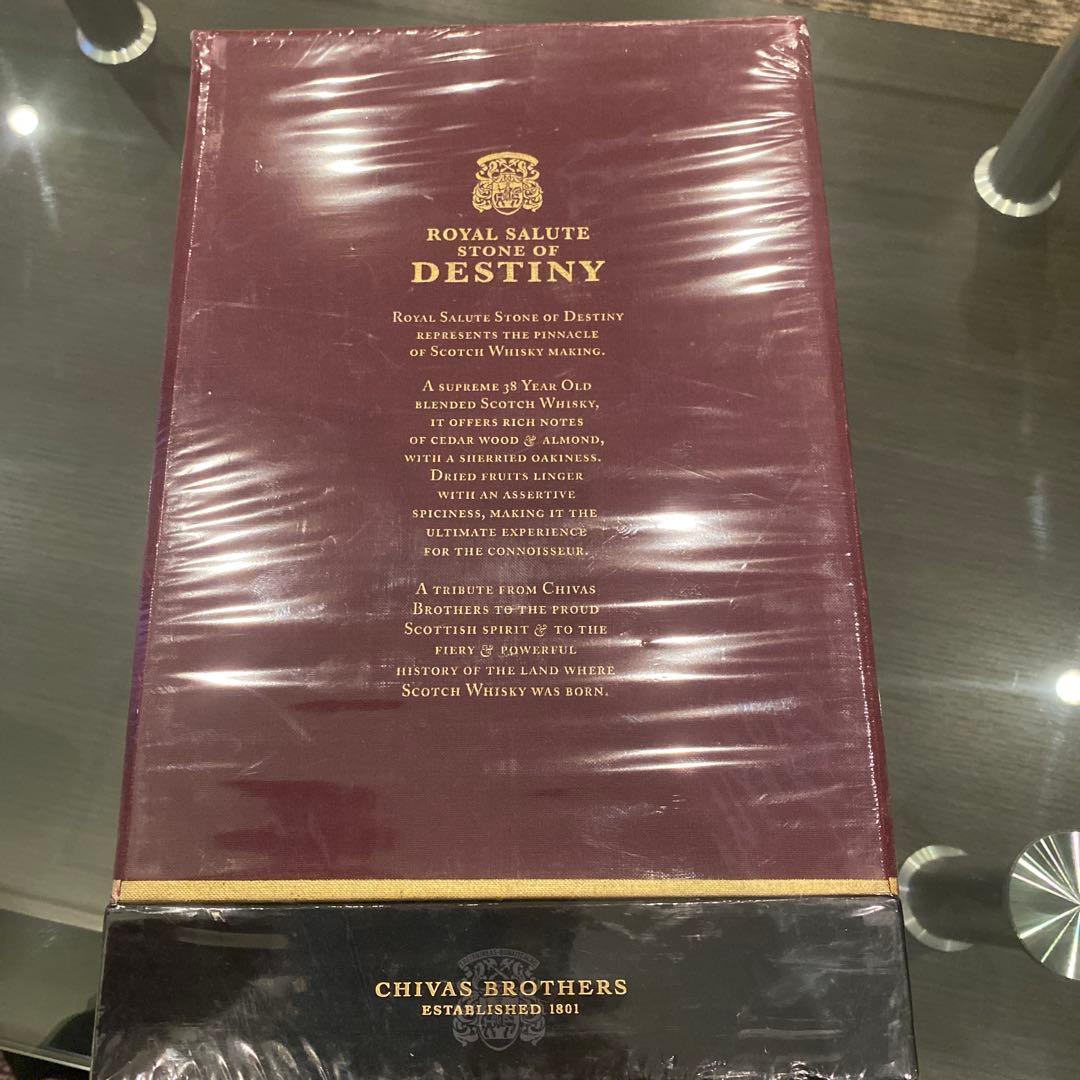 ROYAL SALUTE
STONE OF
DESTINY
ROYAL SALUTE STONE OF DESTINY
REPRESENTS THE PINNACLE
OF SCOTCH WHISKY MAKING.
A SUPREME 38 YEAR OLD
BLENDED SCOTCH WHISKY,
IT OFFERS RICH NOTES
OF CEDAR WOOD & ALMOND,
WITH A SHERRIED OAKINESS.
DRIED FRUITS LINGER
WITH AN ASSERTIVE
SPICINESS, MAKING IT THE
ULTIMATE EXPERIENCE
FOR THE CONNOISSEUR.
A TRIBUTE FROM CHIVAS
BROTHERS TO THE PROUD
SCOTTISH SPIRIT & TO THE
FIERY & POWERFUL
HISTORY OF THE LAND WHERE
SCOTCH WHISKY WAS BORN.
CHIVAS BROTHERS
ESTABLISHED 1801